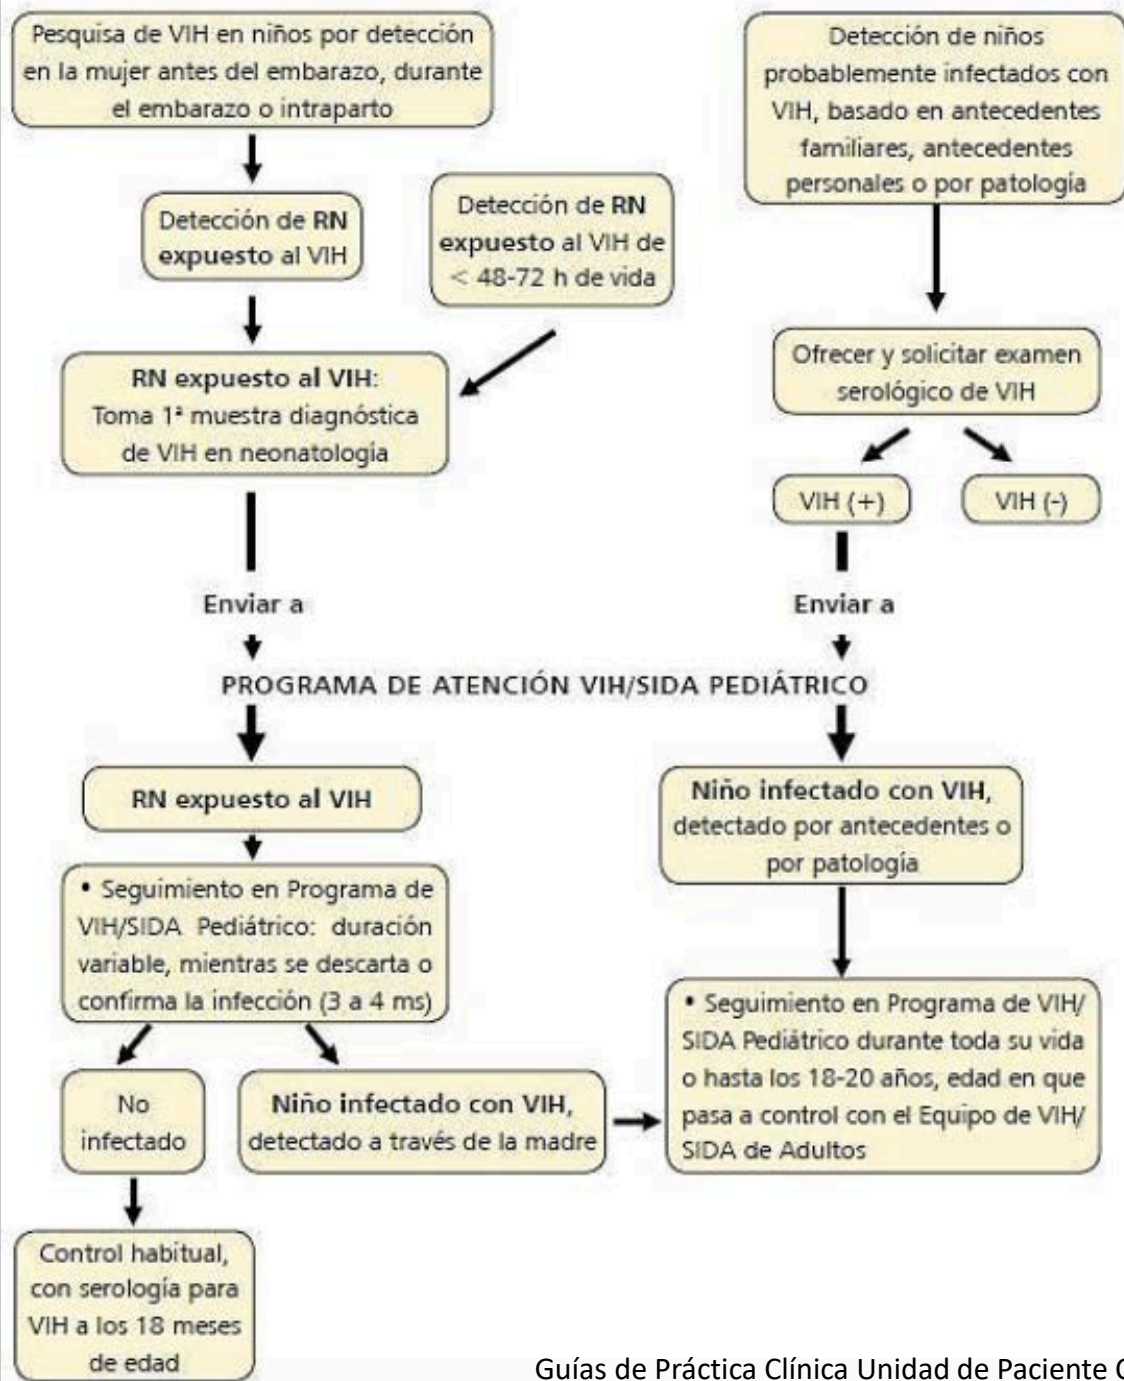 Pesquisa de VIH en niños por detección
en la mujer antes del embarazo, durante
el embarazo o intraparto
Detección de RN
expuesto al VIH
Detección de RN
expuesto al VIH de
< 48-72 h de vida
RN expuesto al VIH:
Toma 1ª muestra diagnóstica
de VIH en neonatología
Detección de niños
probablemente infectados con
VIH, basado en antecedentes
familiares, antecedentes
personales o por patología
Ofrecer y solicitar examen
serológico de VIH
VIH (+)
VIH (-)
Enviar a
Enviar a
PROGRAMA DE ATENCIÓN VIH/SIDA PEDIÁTRICO
RN expuesto al VIH
• Seguimiento en Programa de
VIH/SIDA Pediátrico: duración
variable, mientras se descarta o
confirma la infección (3 a 4 ms)
No
infectado
Niño infectado con VIH,
detectado a través de la madre
Control habitual,
con serología para
VIH a los 18 meses
de edad
Niño infectado con VIH,
detectado por antecedentes o
por patología
• Seguimiento en Programa de VIH/
SIDA Pediátrico durante toda su vida
o hasta los 18-20 años, edad en que
pasa a control con el Equipo de VIH/
SIDA de Adultos
Guías de Práctica Clínica Unidad de Paciente